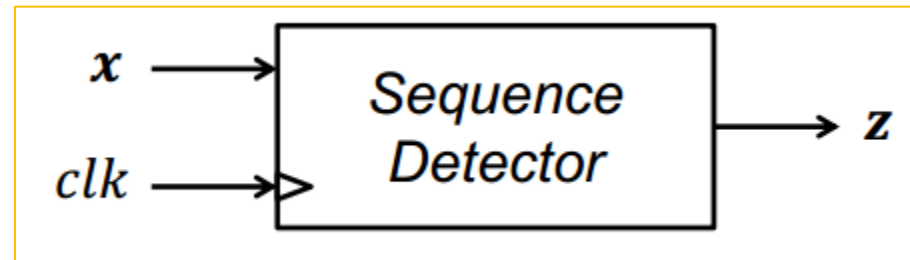 x
Sequence
Detector
z
clk